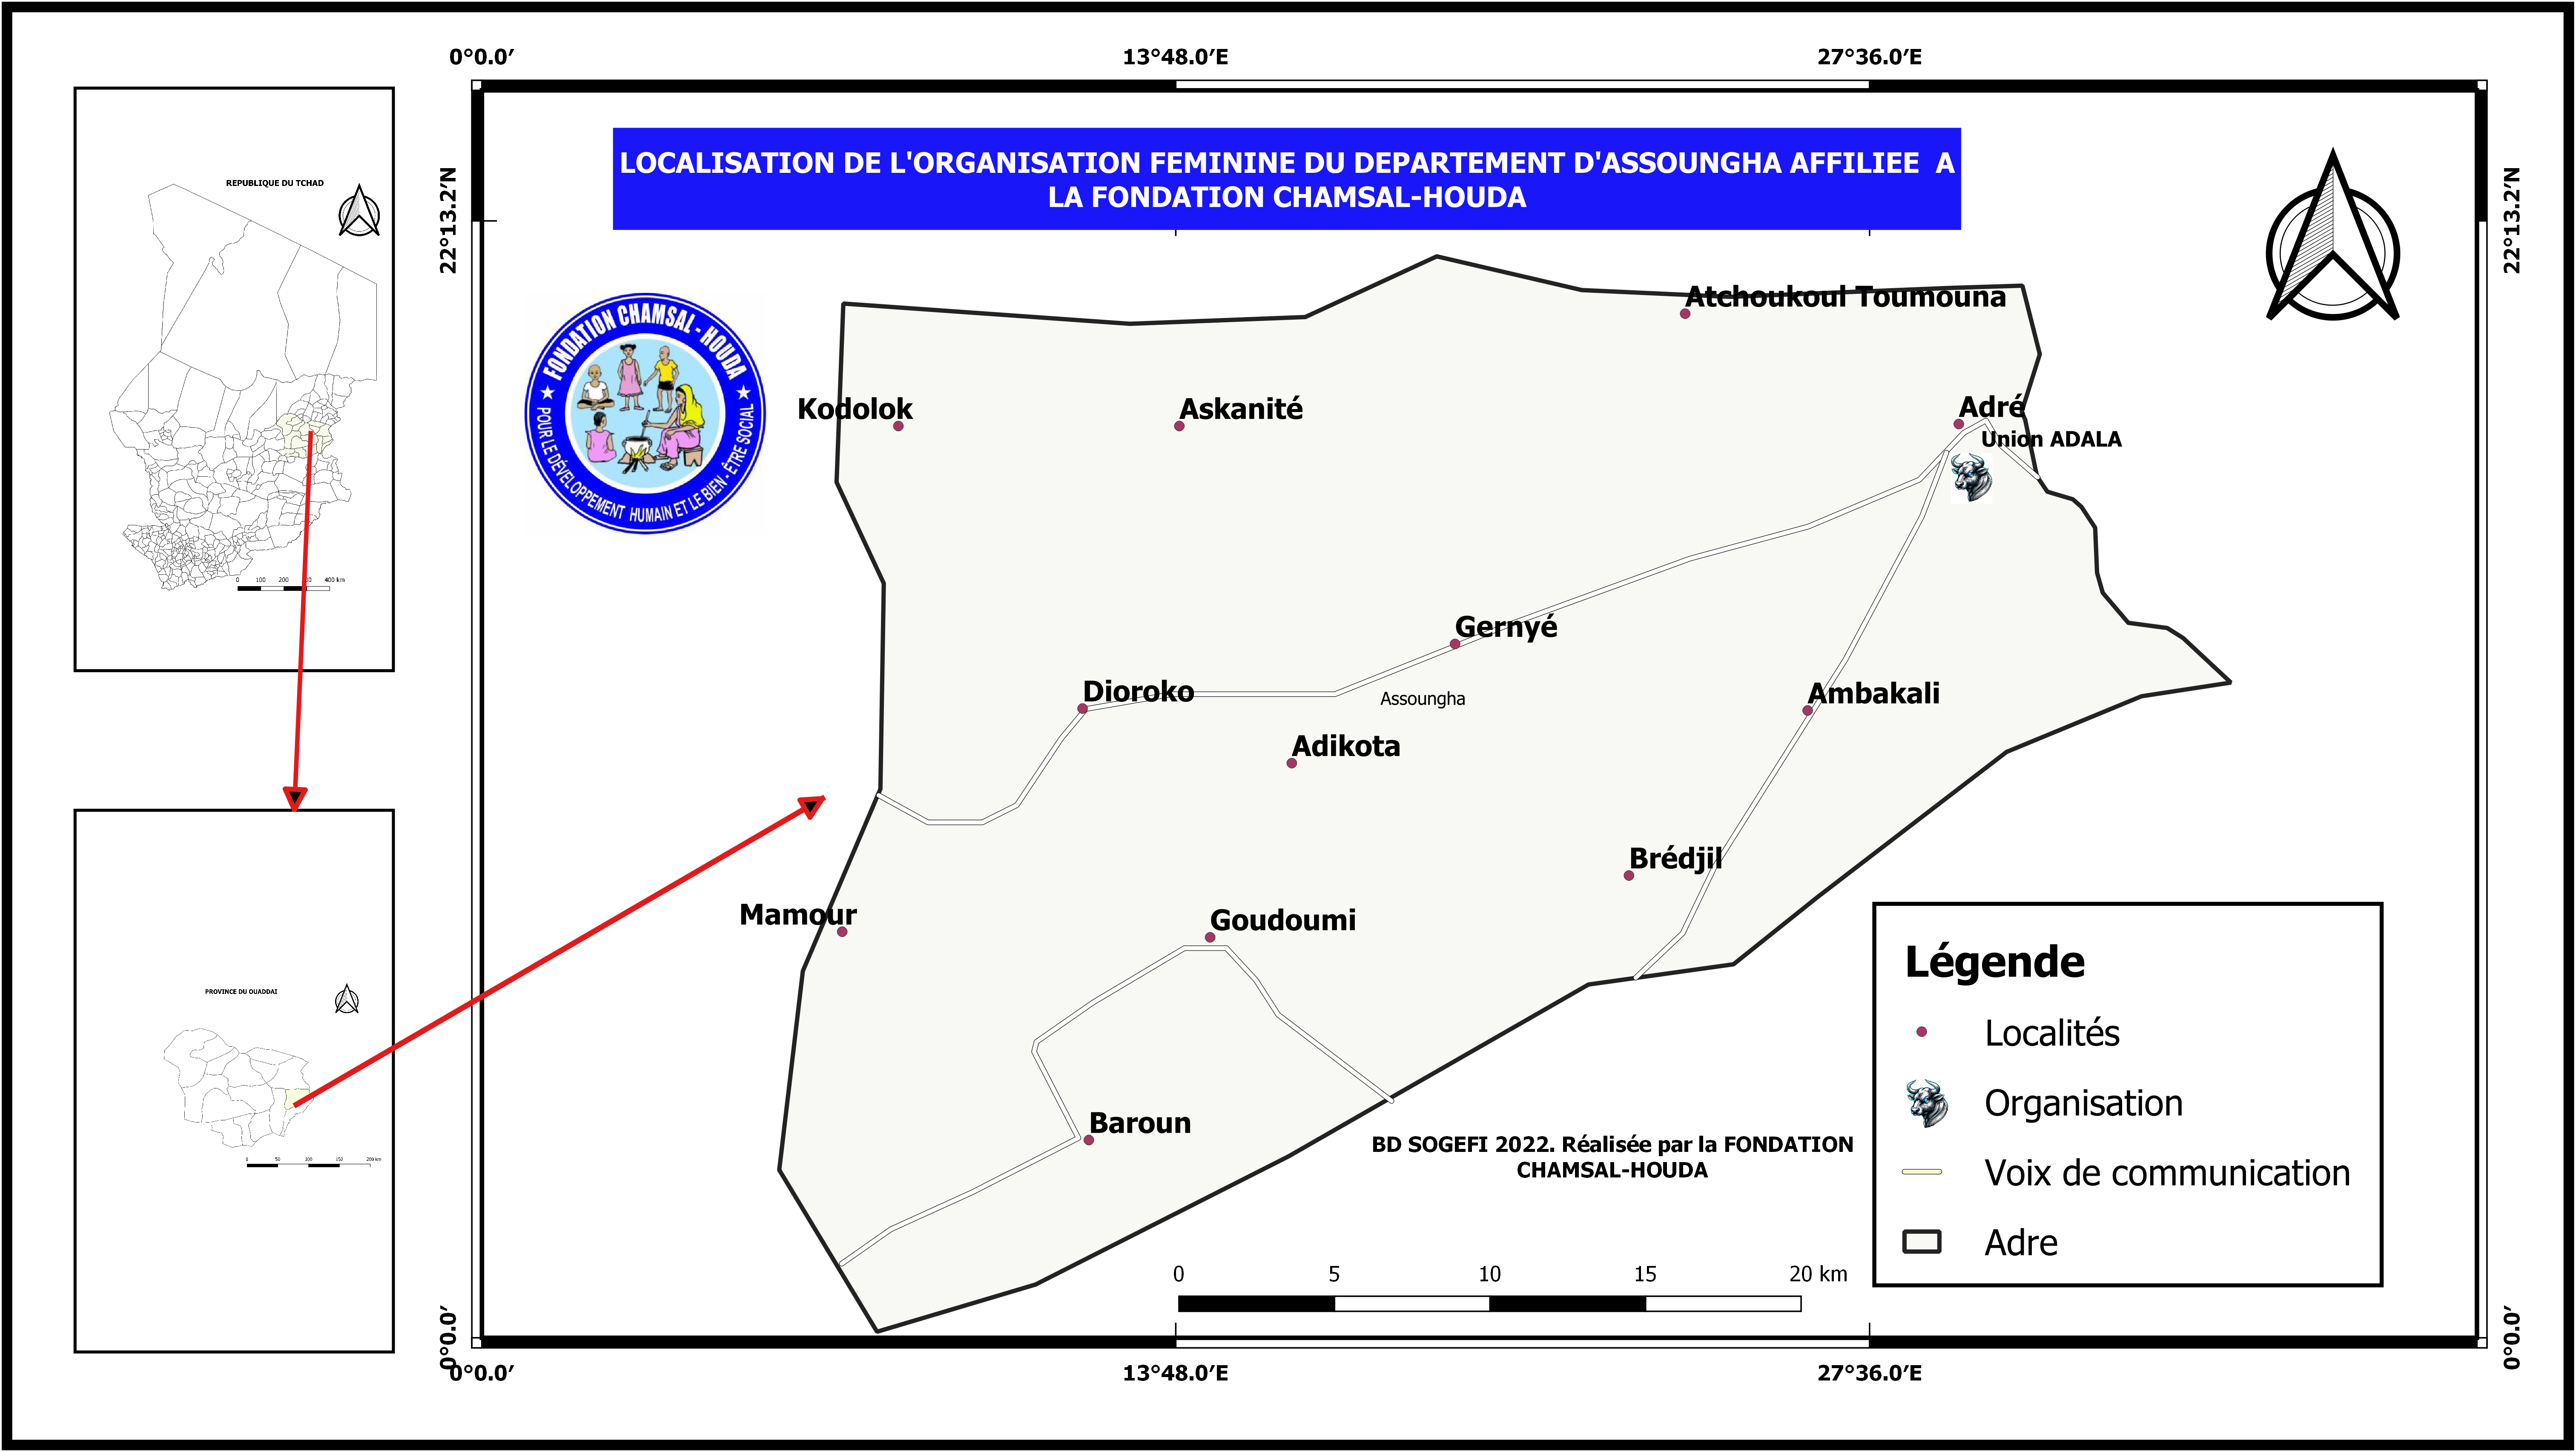 0°0.0′ 13°48.0′E 27°36.0′E
22°13.2′N
22°13.2′N
LOCALISATION DE L'ORGANISATION FEMININE DU DEPARTEMENT D'ASSOUNGHA AFFILIEE A
LA FONDATION CHAMSAL-HOUDA
REPUBLIQUE DU TCHAD
0 100 200 300 400 km
FONDATION CHAMSAL - HOUDA
POUR LE DÉVELOPPEMENT HUMAIN ET LE BIEN - ÊTRE SOCIAL
Atchoukoul Toumouna
Kodolok
Askanité
Adré
Union ADALA
Gernyé
Dioroko
Assoungha
Ambakali
Adikota
Brédjil
Mamour
Goudoumi
Baroun
PROVINCE DU OUADDAI
0 50 100 150 200 km
BD SOGEFI 2022. Réalisée par la FONDATION
CHAMSAL-HOUDA
0 5 10 15 20 km
Légende
Localités
Organisation
Voix de communication
Adre
0°0.0′
0°0.0′
0°0.0′ 13°48.0′E 27°36.0′E